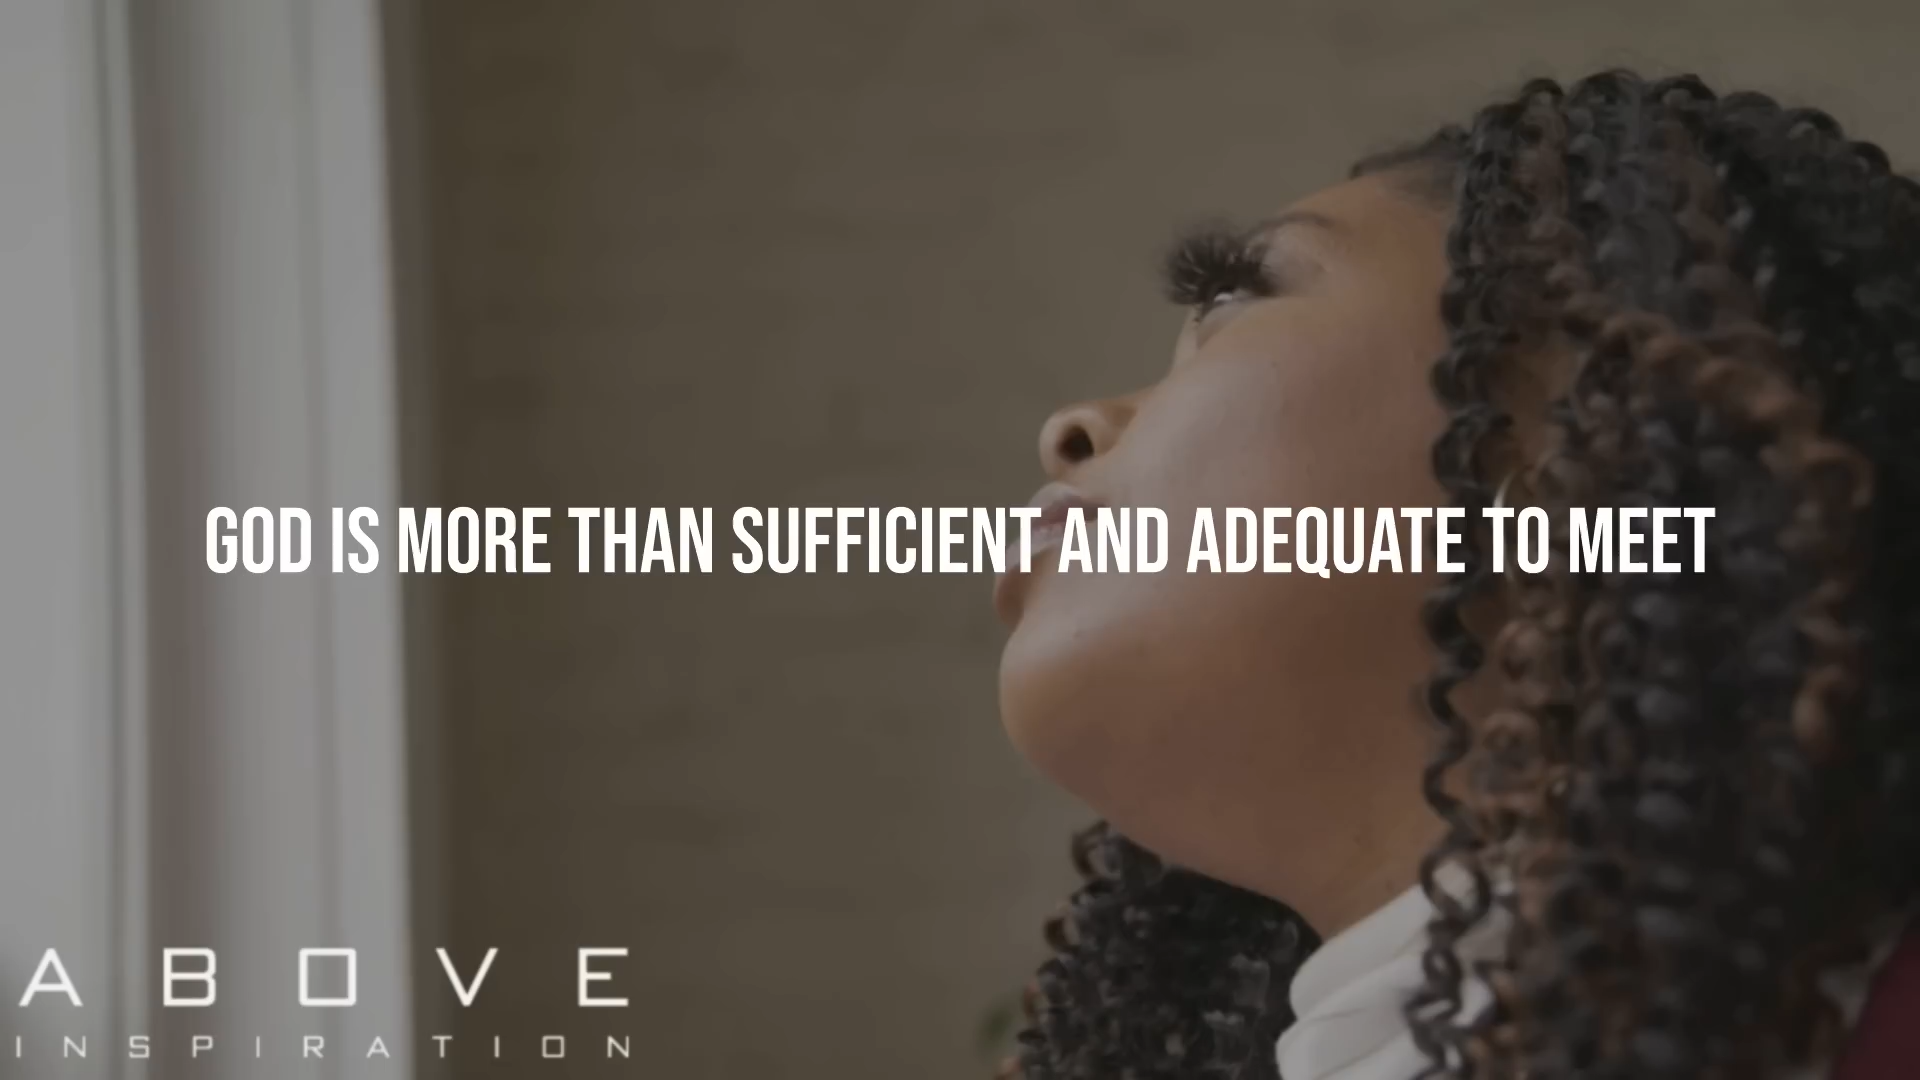 GOD IS MORE THAN SUFFICIENT AND ADEQUATE TO MEET
ABOVE
INSPIRATION